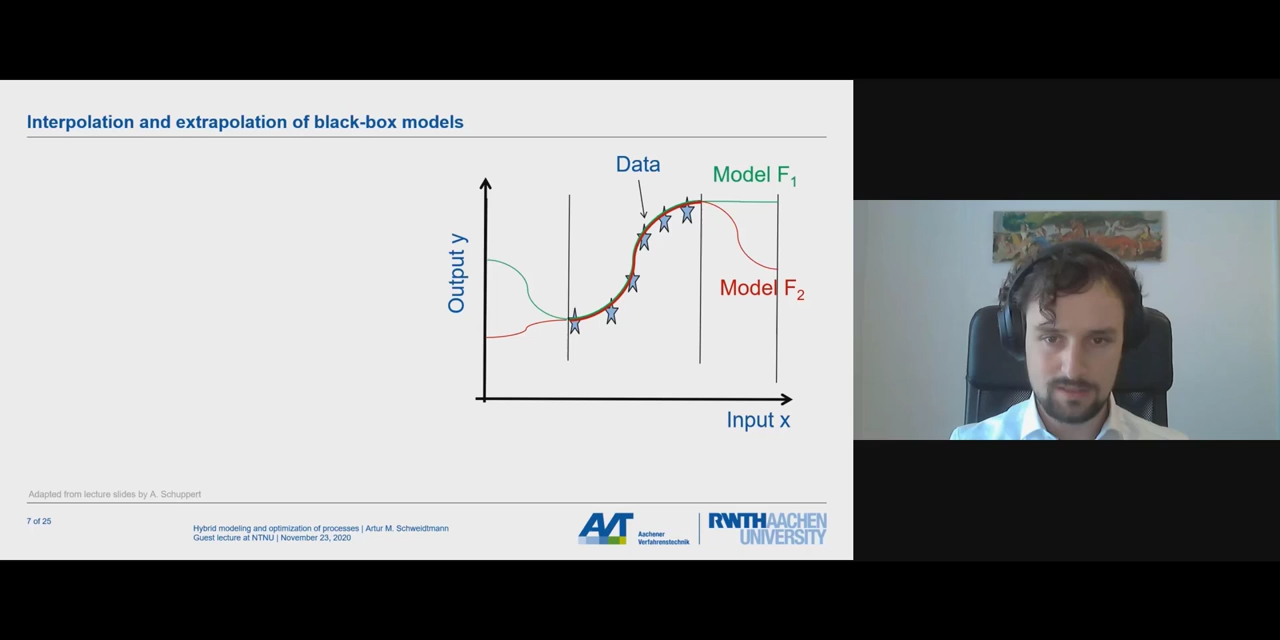 Interpolation and extrapolation of black-box models
Data
Model F1
Output y
Model F2
Input x
Adapted from lecture slides by A. Schuppert
7 of 25
Hybrid modeling and optimization of processes | Artur M. Schweidtmann
Guest lecture at NTNU | November 23, 2020
AVT
Aachener
Verfahrenstechnik
RWTHAACHEN
UNIVERSITY